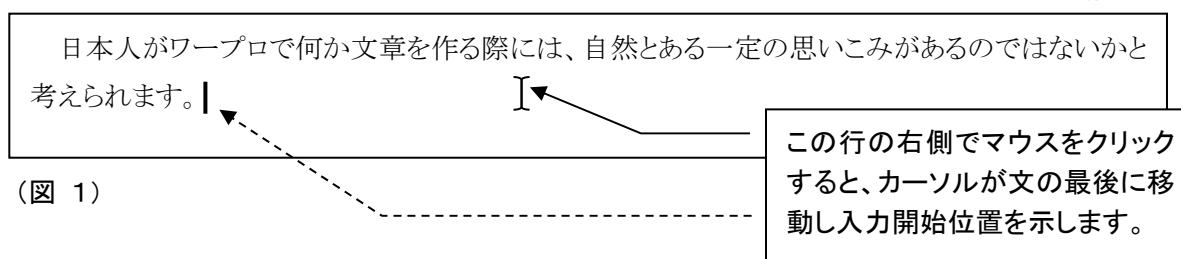 日本人がワープロで何か文章を作る際には、自然とある一定の思いこみがあるのではないかと
考えられます。
この行の右側でマウスをクリック
すると、カーソルが文の最後に移
動し入力開始位置を示します。
（図 1）